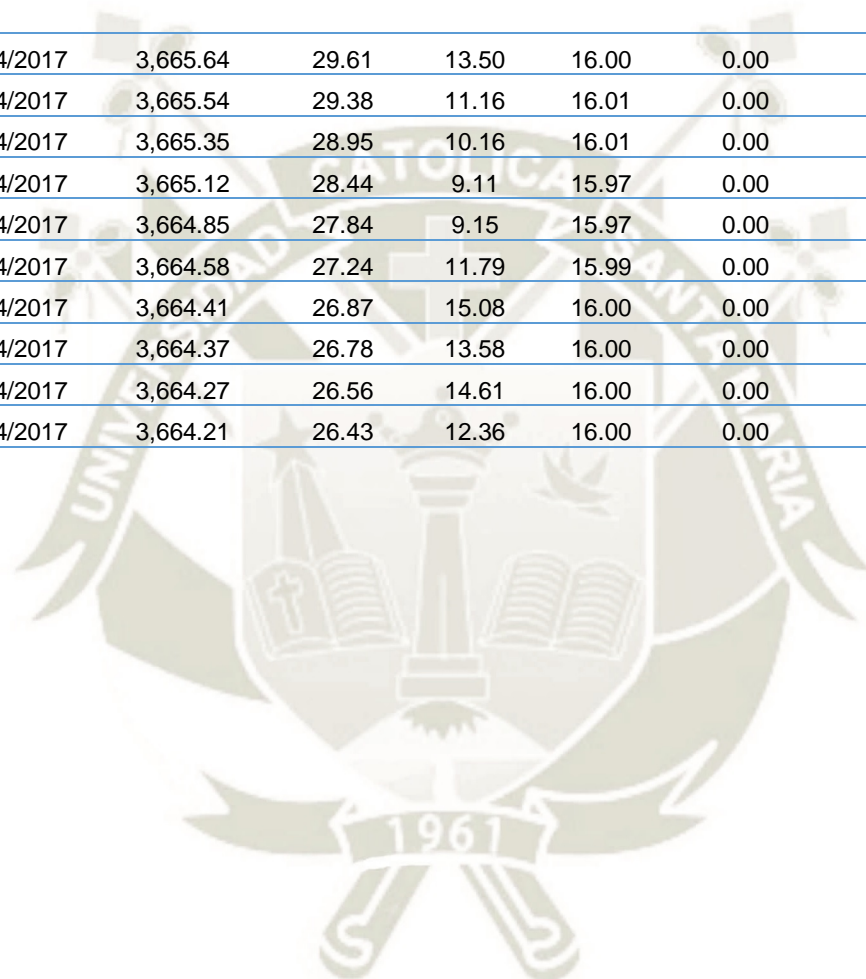 4/2017 3,665.64 29.61 13.50 16.00 0.00
4/2017 3,665.54 29.38 11.16 16.01 0.00
4/2017 3,665.35 28.95 10.16 16.01 0.00
4/2017 3,665.12 28.44 9.11 15.97 0.00
4/2017 3,664.85 27.84 9.15 15.97 0.00
4/2017 3,664.58 27.24 11.79 15.99 0.00
4/2017 3,664.41 26.87 15.08 16.00 0.00
4/2017 3,664.37 26.78 13.58 16.00 0.00
4/2017 3,664.27 26.56 14.61 16.00 0.00
4/2017 3,664.21 26.43 12.36 16.00 0.00
UNIVERSIDAD CATOLICA SANTA MARIA
1961